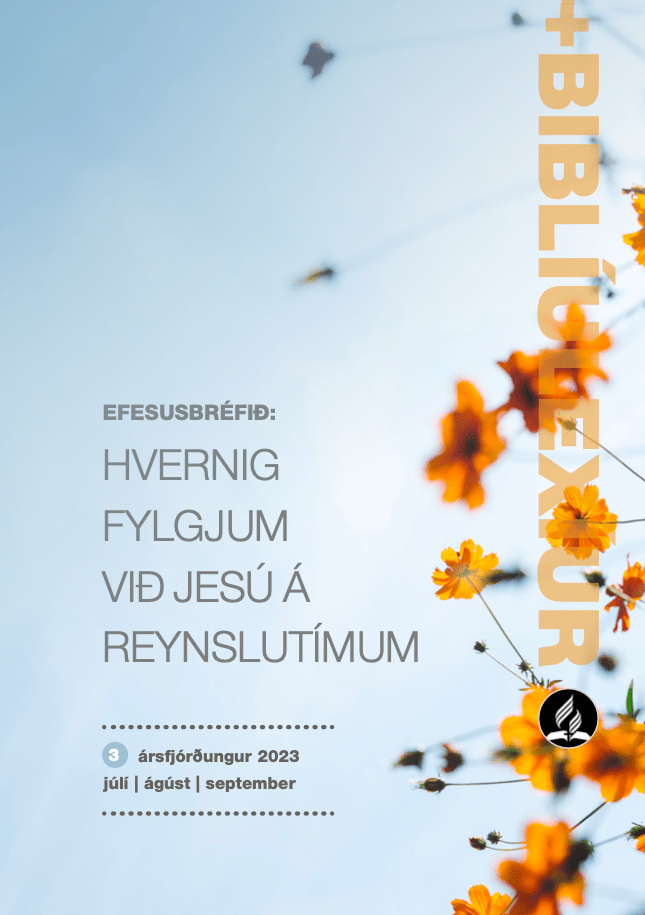 +BIBLÍULEXÍUR
EFESUSBRÉFIÐ:
HVERNIG
FYLGJUM
VIÐ JESÚ Á
REYNSLUTÍMUM
3 ársfjórðungur 2023
júlí | ágúst | september